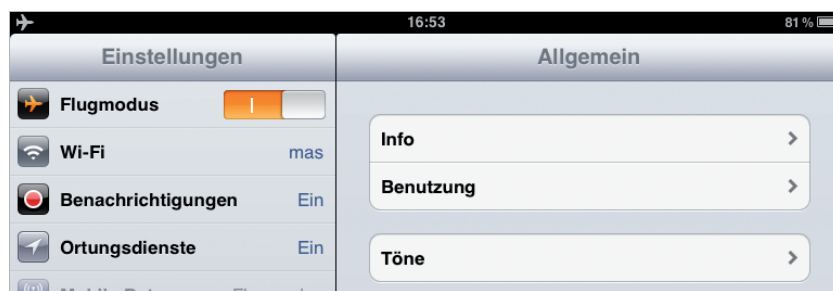 16:53
81 %
Einstellungen
Allgemein
Flugmodus
Wi-Fi
mas
Benachrichtigungen
Ein
Ortungsdienste
Ein
Info
Benutzung
Töne